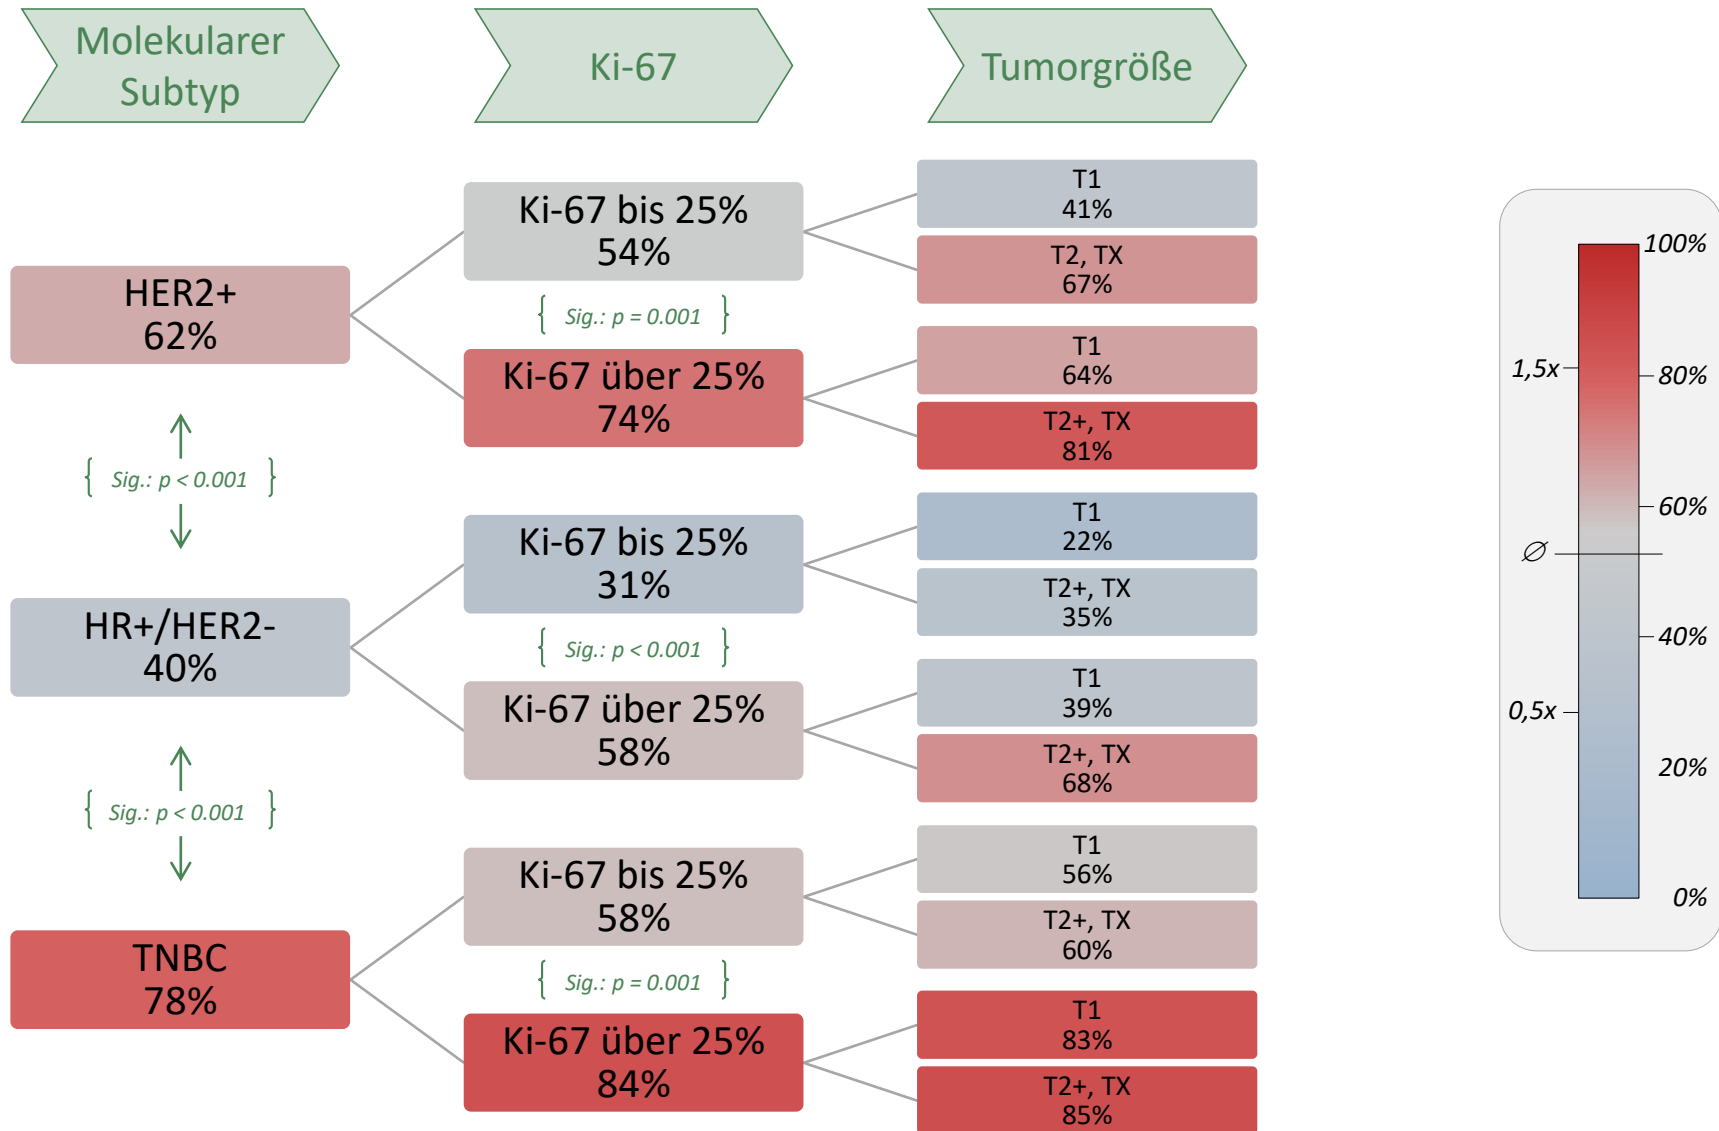 Molekularer
Subtyp
Ki-67
Tumorgröße
HER2+
62%
{ Sig.: p < 0.001 }
HR+/HER2-
40%
{ Sig.: p < 0.001 }
TNBC
78%
Ki-67 bis 25%
54%
{ Sig.: p = 0.001 }
Ki-67 über 25%
74%
Ki-67 bis 25%
31%
{ Sig.: p < 0.001 }
Ki-67 über 25%
58%
Ki-67 bis 25%
58%
{ Sig.: p = 0.001 }
Ki-67 über 25%
84%
T1
41%
T2, TX
67%
T1
64%
T2+, TX
81%
T1
22%
T2+, TX
35%
T1
39%
T2+, TX
68%
T1
56%
T2+, TX
60%
T1
83%
T2+, TX
85%
100%
1,5x
80%
60%
∅
40%
0,5x
20%
0%